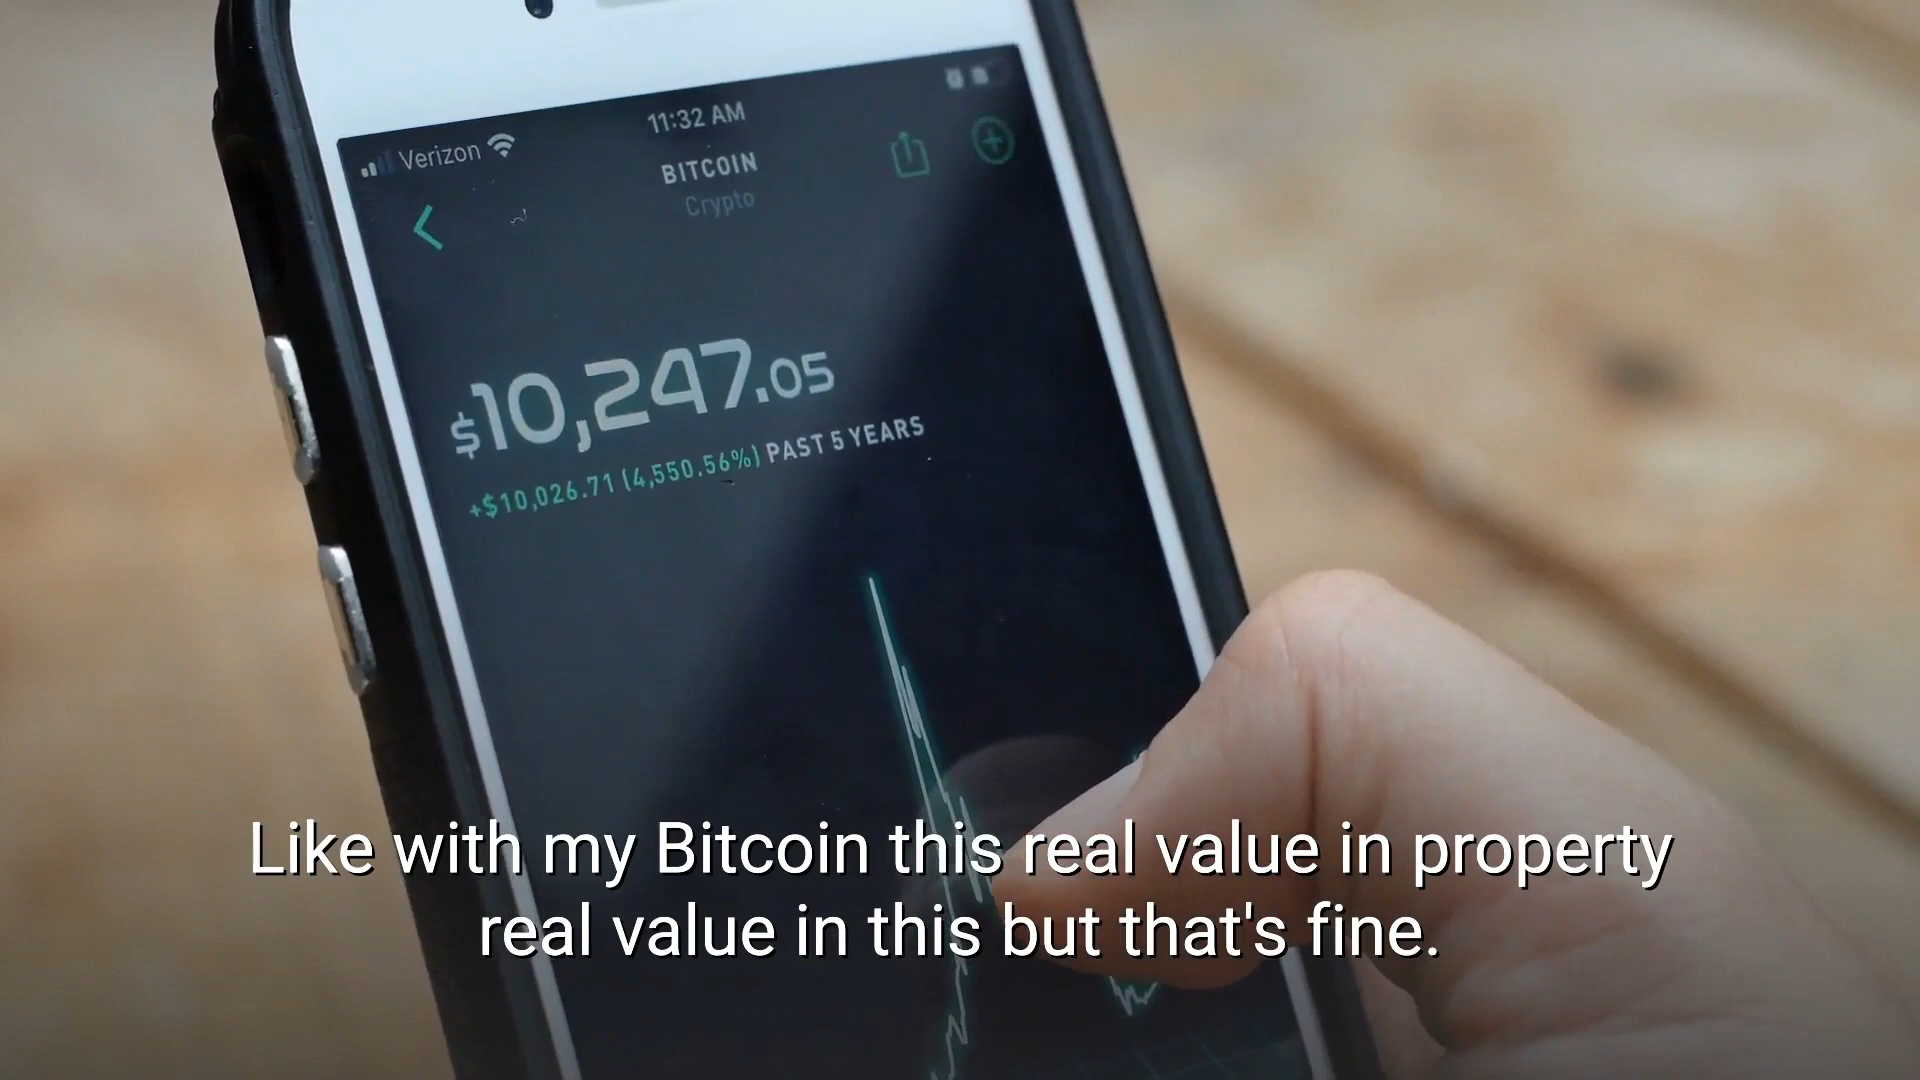 11:32 AM
Verizon
BITCOIN
Crypto
$10,247.05
+$10,026.71 (4,550.56%) PAST 5 YEARS
Like with my Bitcoin this real value in property
real value in this but that's fine.